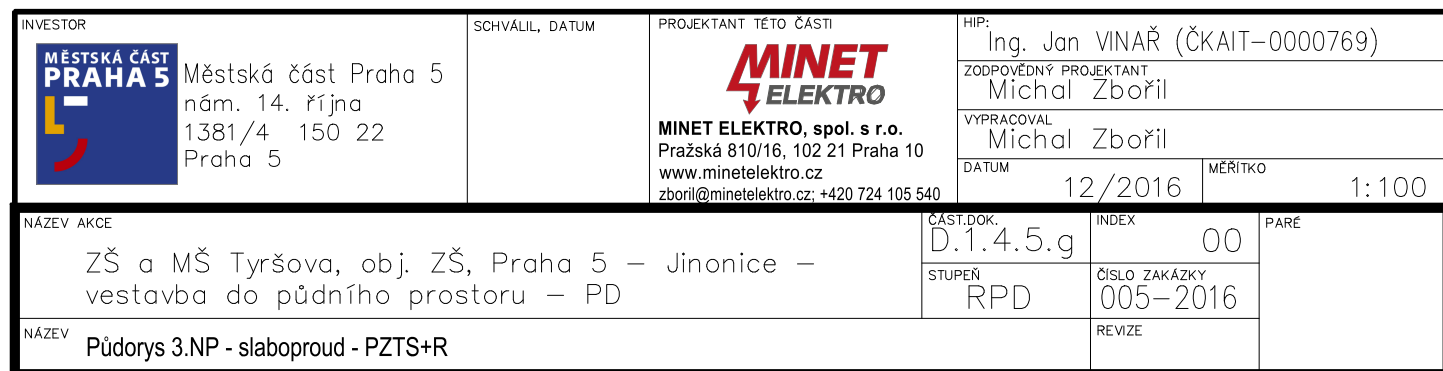 INVESTOR
MĚSTSKÁ ČÁST
PRAHA 5
Městská část Praha 5
nám. 14. října
1381/4 150 22
Praha 5
SCHVÁLIL, DATUM
PROJEKTANT TÉTO ČÁSTI
MINET
ELEKTRO
MINET ELEKTRO, spol. s r.o.
Pražská 810/16, 102 21 Praha 10
www.minetelektro.cz
zboril@minetelektro.cz; +420 724 105 540
HIP:
Ing. Jan VINAŘ (ČKAIT-0000769)
ZODPOVĚDNÝ PROJEKTANT
Michal Zbořil
VYPRACOVAL
Michal Zbořil
DATUM
12/2016
MĚŘÍTKO
1:100
NÁZEV AKCE
ZŠ a MŠ Tyršova, obj. ZŠ, Praha 5 – Jinonice –
vestavba do půdního prostoru – PD
ČÁST.DOK.
D.1.4.5.g
INDEX
00
PARÉ
STUPEŇ
RPD
ČÍSLO ZAKÁZKY
005-2016
NÁZEV
Půdorys 3.NP - slaboproud - PZTS+R
REVIZE